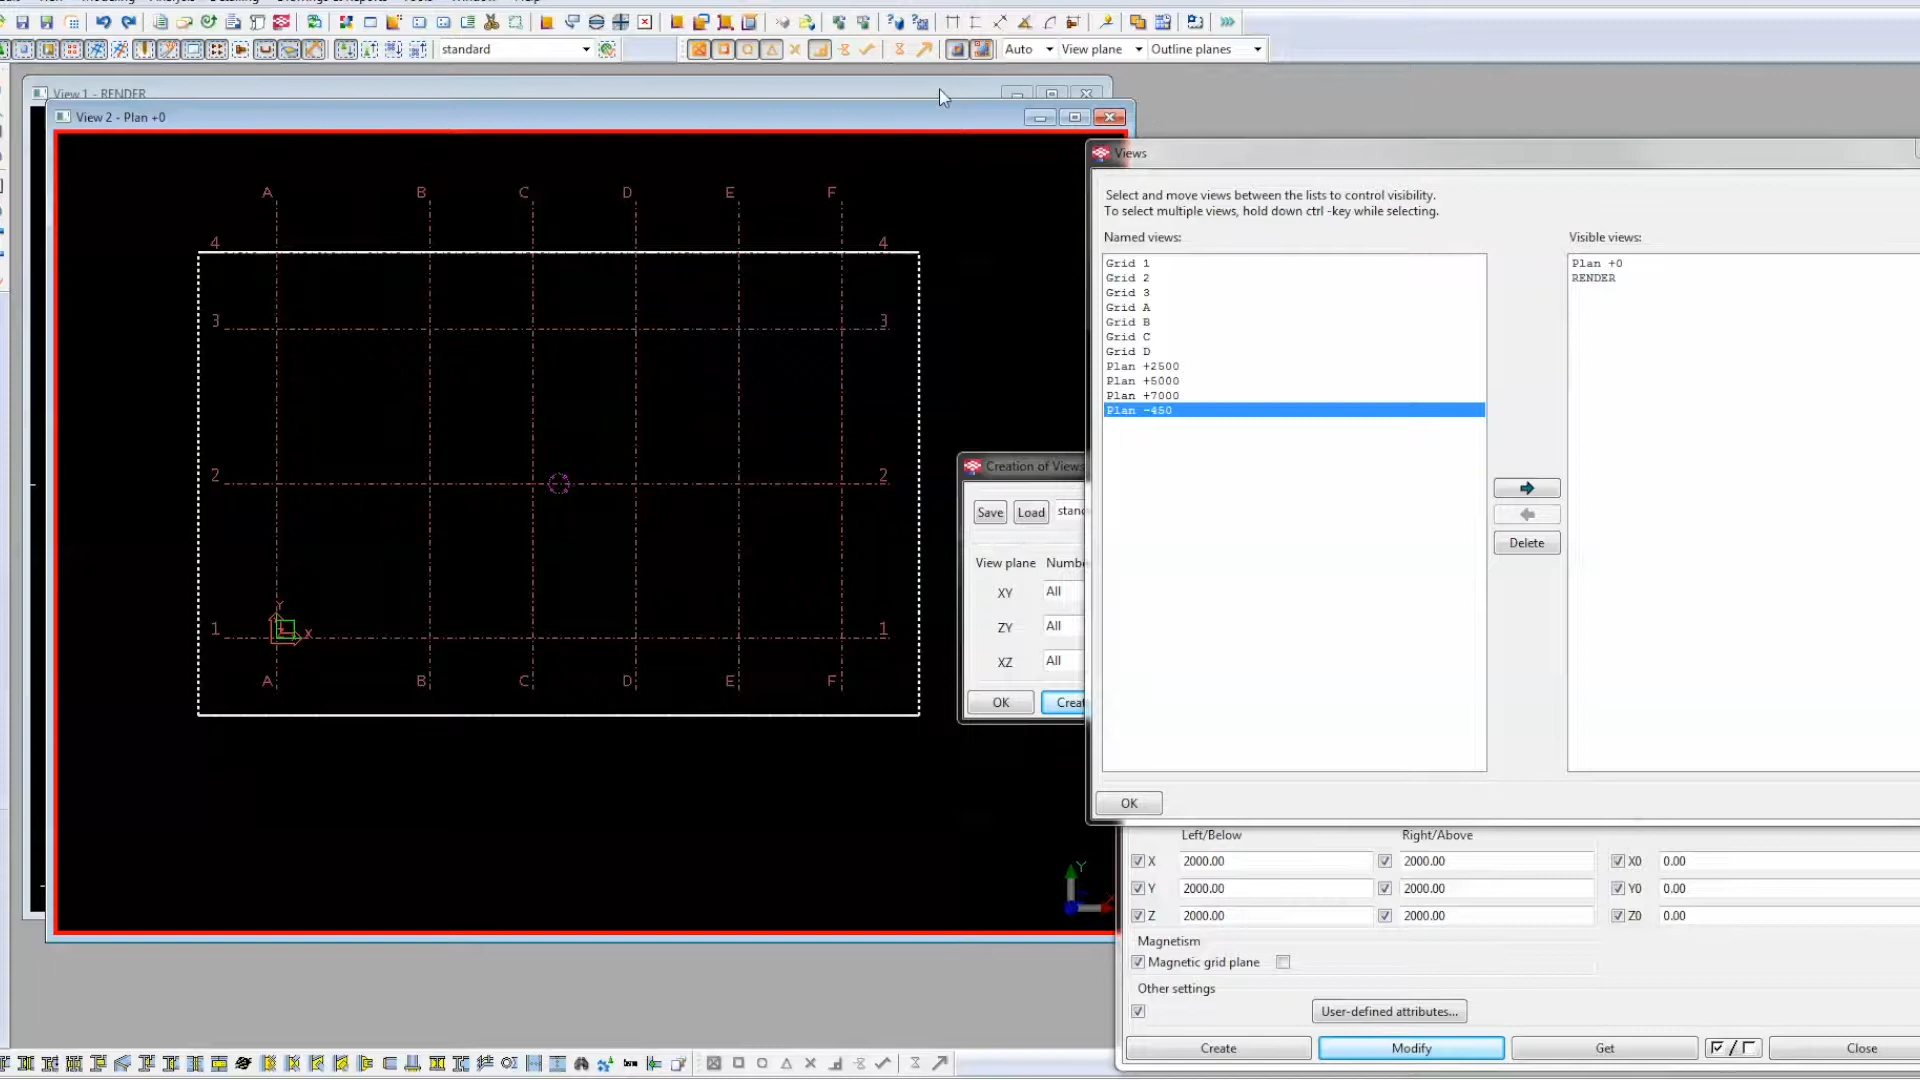 standard
Auto
View plane
Outline planes
View 1 - RENDER
View 2 - Plan +0
A B C D E F
4 4
3 3
2 2
1 1
Y
X
A B C D E F
Y
Creation of Views
Save
Load
View plane
XY
All
ZY
All
XZ
All
OK
Views
Select and move views between the lists to control visibility.
To select multiple views, hold down ctrl -key while selecting.
Named views:
Visible views:
Grid 1
Grid 2
Grid 3
Grid A
Grid B
Grid C
Grid D
Plan +2500
Plan +5000
Plan +7000
Plan -450
Plan +0
RENDER
Delete
OK
Left/Below
Right/Above
X 2000.00 2000.00 X0 0.00
Y 2000.00 2000.00 Y0 0.00
Z 2000.00 2000.00 Z0 0.00
Magnetism
Magnetic grid plane
Other settings
User-defined attributes...
Create
Modify
Get
/
Close